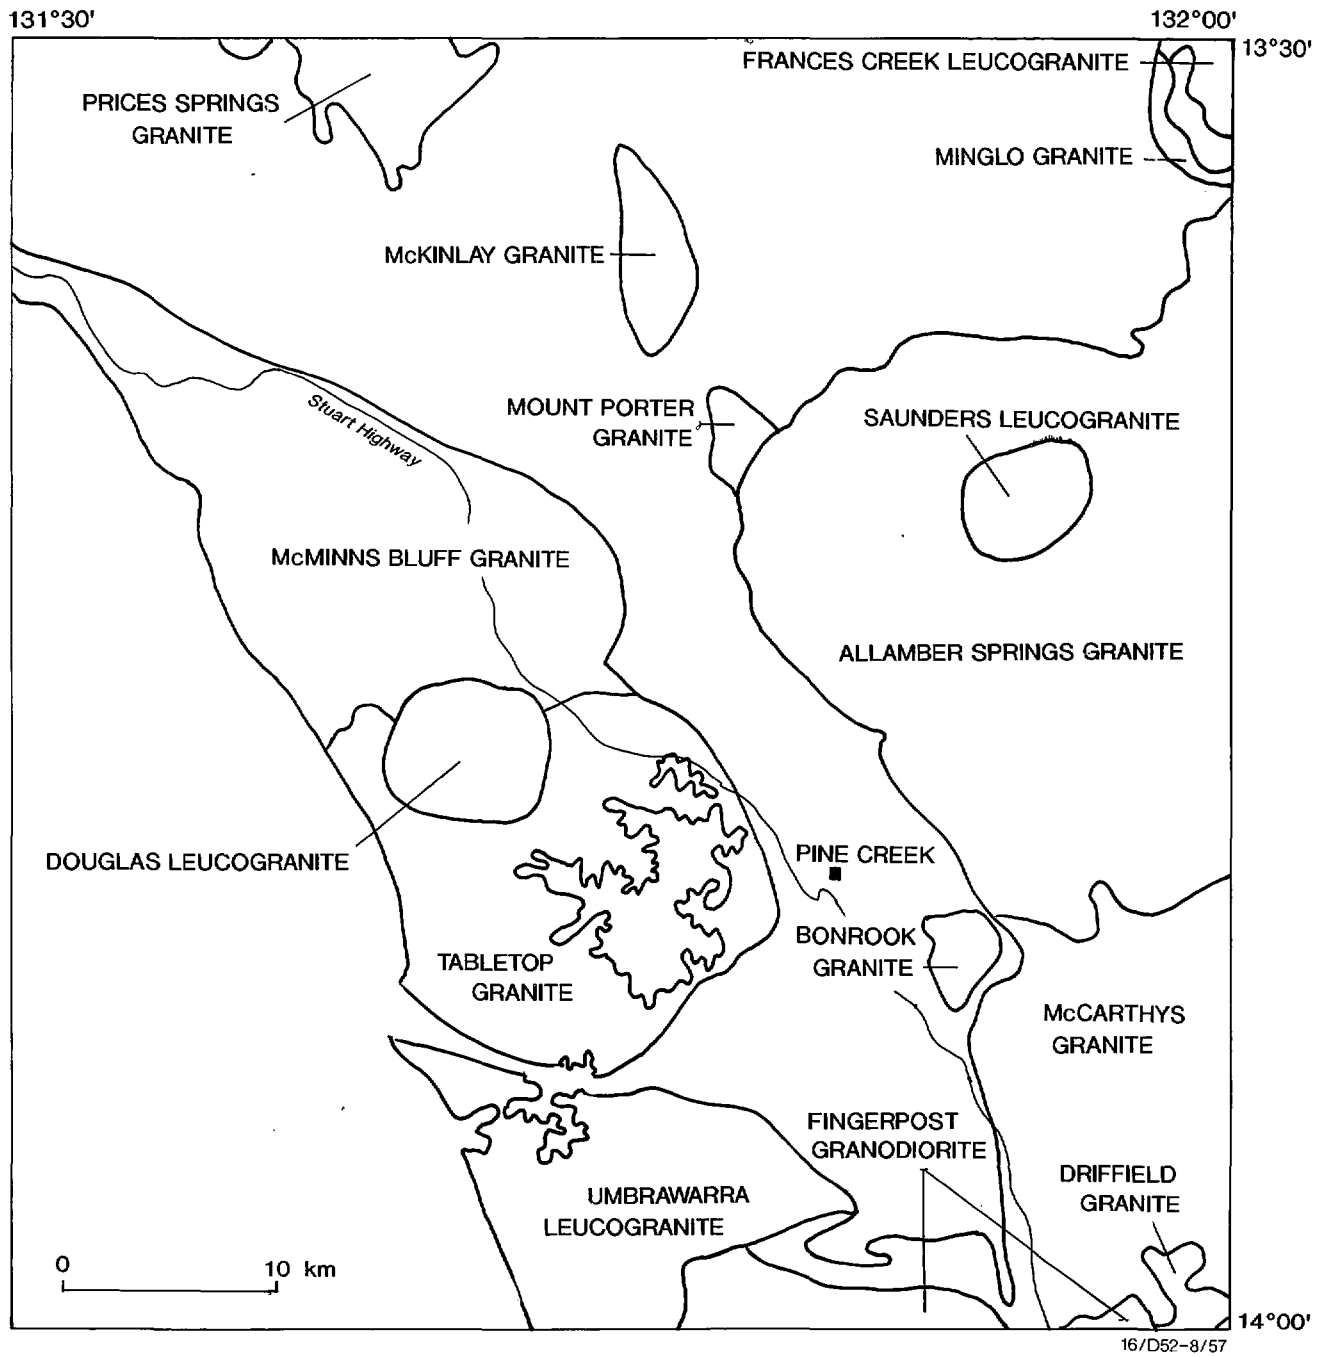 131°30'
132°00'
13°30'
FRANCES CREEK LEUCOGRANITE
PRICES SPRINGS
GRANITE
MINGLO GRANITE
McKINLAY GRANITE
MOUNT PORTER
GRANITE
SAUNDERS LEUCOGRANITE
Stuart Highway
McMINNS BLUFF GRANITE
ALLAMBER SPRINGS GRANITE
DOUGLAS LEUCOGRANITE
PINE CREEK
BONROOK
GRANITE
TABLETOP
GRANITE
McCARTHYS
GRANITE
FINGERPOST
GRANODIORITE
DRIFFIELD
GRANITE
UMBRAWARRA
LEUCOGRANITE
0 10 km
14°00'
16/D52-8/57